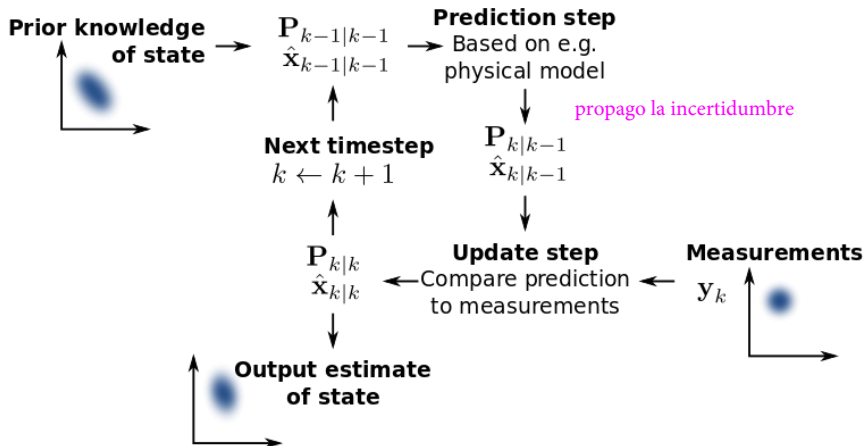 Prior knowledge
of state
P_{k-1|k-1}
x̂_{k-1|k-1}
Prediction step
Based on e.g.
physical model
propago la incertidumbre
P_{k|k-1}
x̂_{k|k-1}
Next timestep
k ← k + 1
P_{k|k}
x̂_{k|k}
Update step
Compare prediction
to measurements
Measurements
y_k
Output estimate
of state